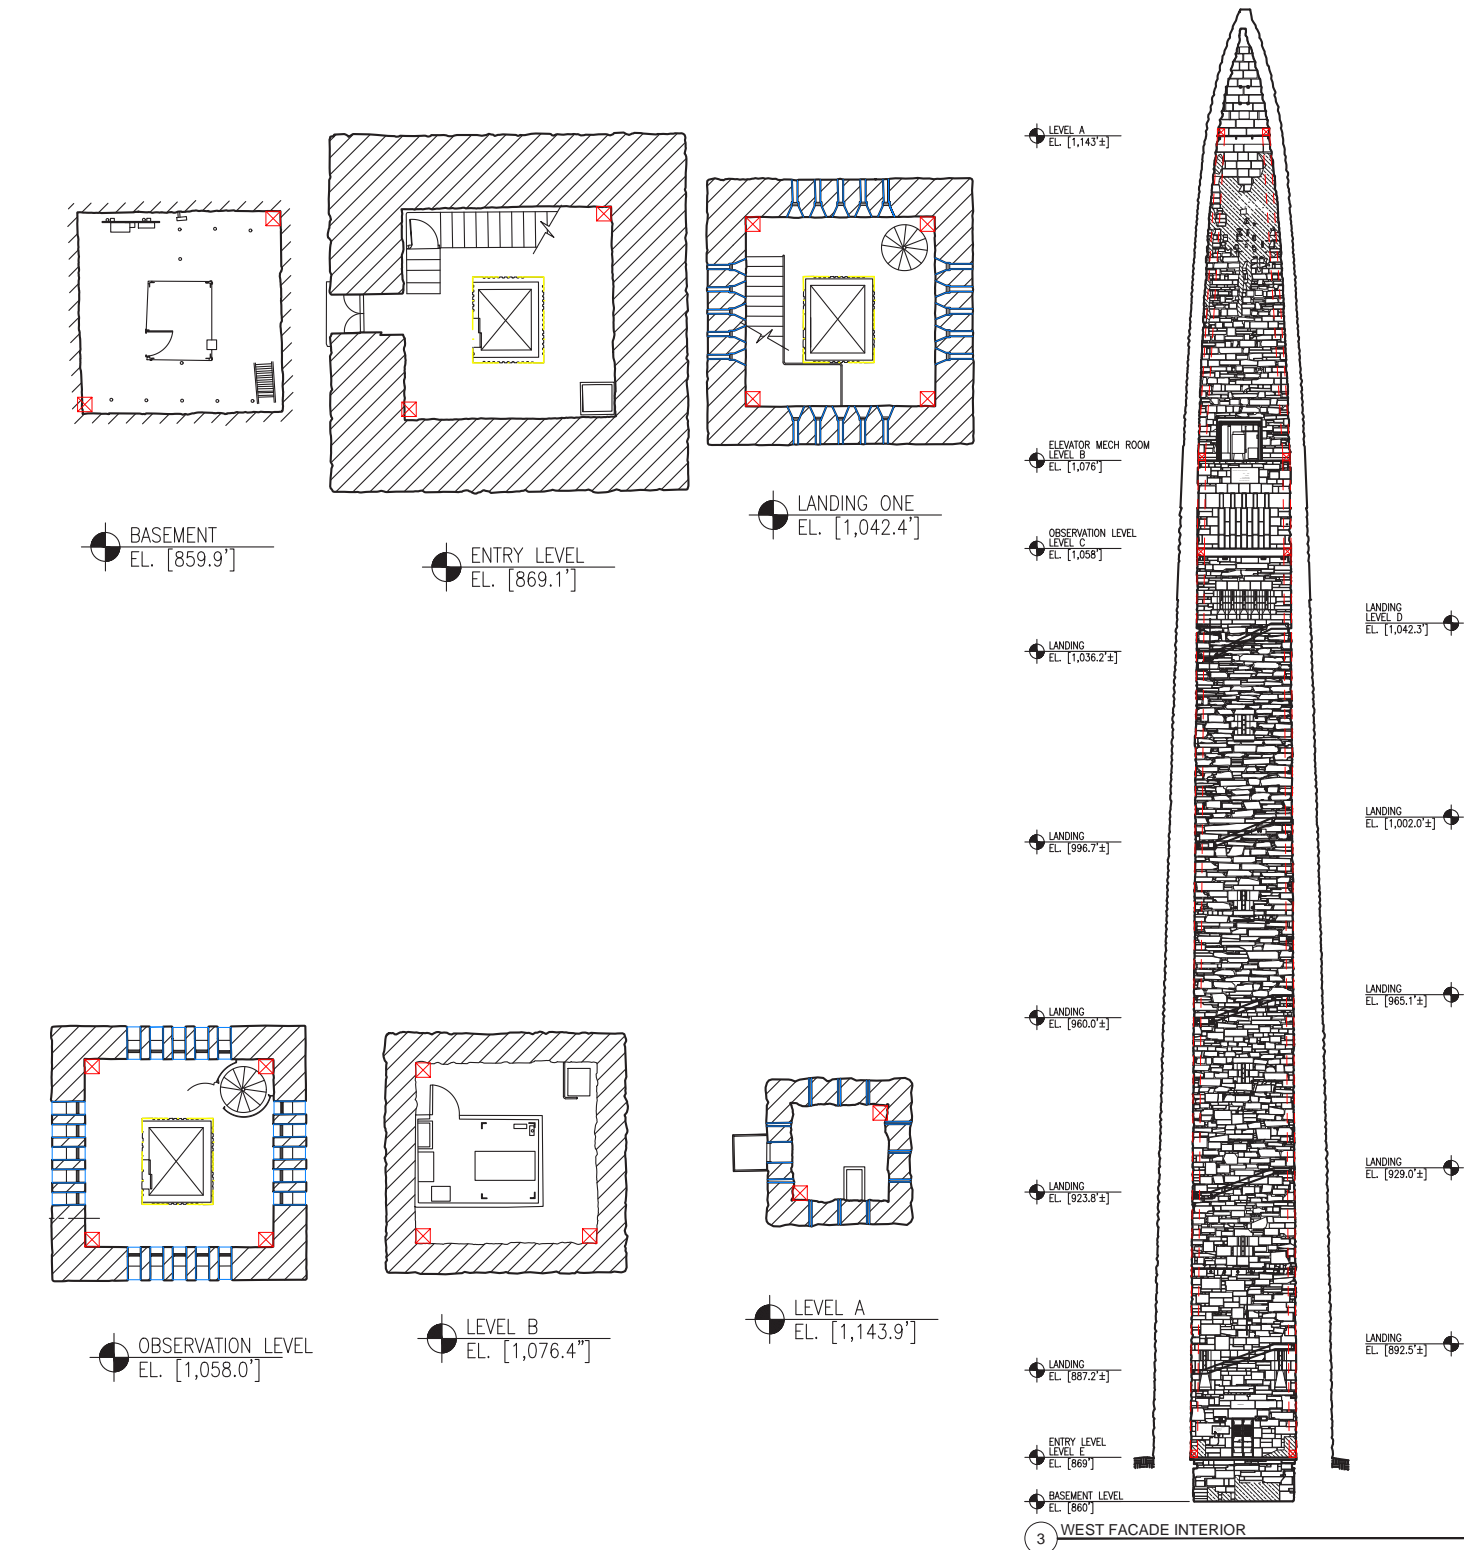 BASEMENT
EL. [859.9']
ENTRY LEVEL
EL. [869.1']
LANDING ONE
EL. [1,042.4']
OBSERVATION LEVEL
EL. [1,058.0']
LEVEL B
EL. [1,076.4"]
LEVEL A
EL. [1,143.9']
LEVEL A
EL. [1,143'±]
ELEVATOR MECH ROOM
LEVEL B
EL. [1,076']
OBSERVATION LEVEL
LEVEL C
EL. [1,058']
LANDING
LEVEL D
EL. [1,042.3']
LANDING
EL. [1,036.2'±]
LANDING
EL. [1,002.0'±]
LANDING
EL. [996.7'±]
LANDING
EL. [965.1'±]
LANDING
EL. [960.0'±]
LANDING
EL. [929.0'±]
LANDING
EL. [923.8'±]
LANDING
EL. [892.5'±]
LANDING
EL. [887.2'±]
ENTRY LEVEL
LEVEL E
EL. [869']
BASEMENT LEVEL
EL. [860']
3 WEST FACADE INTERIOR